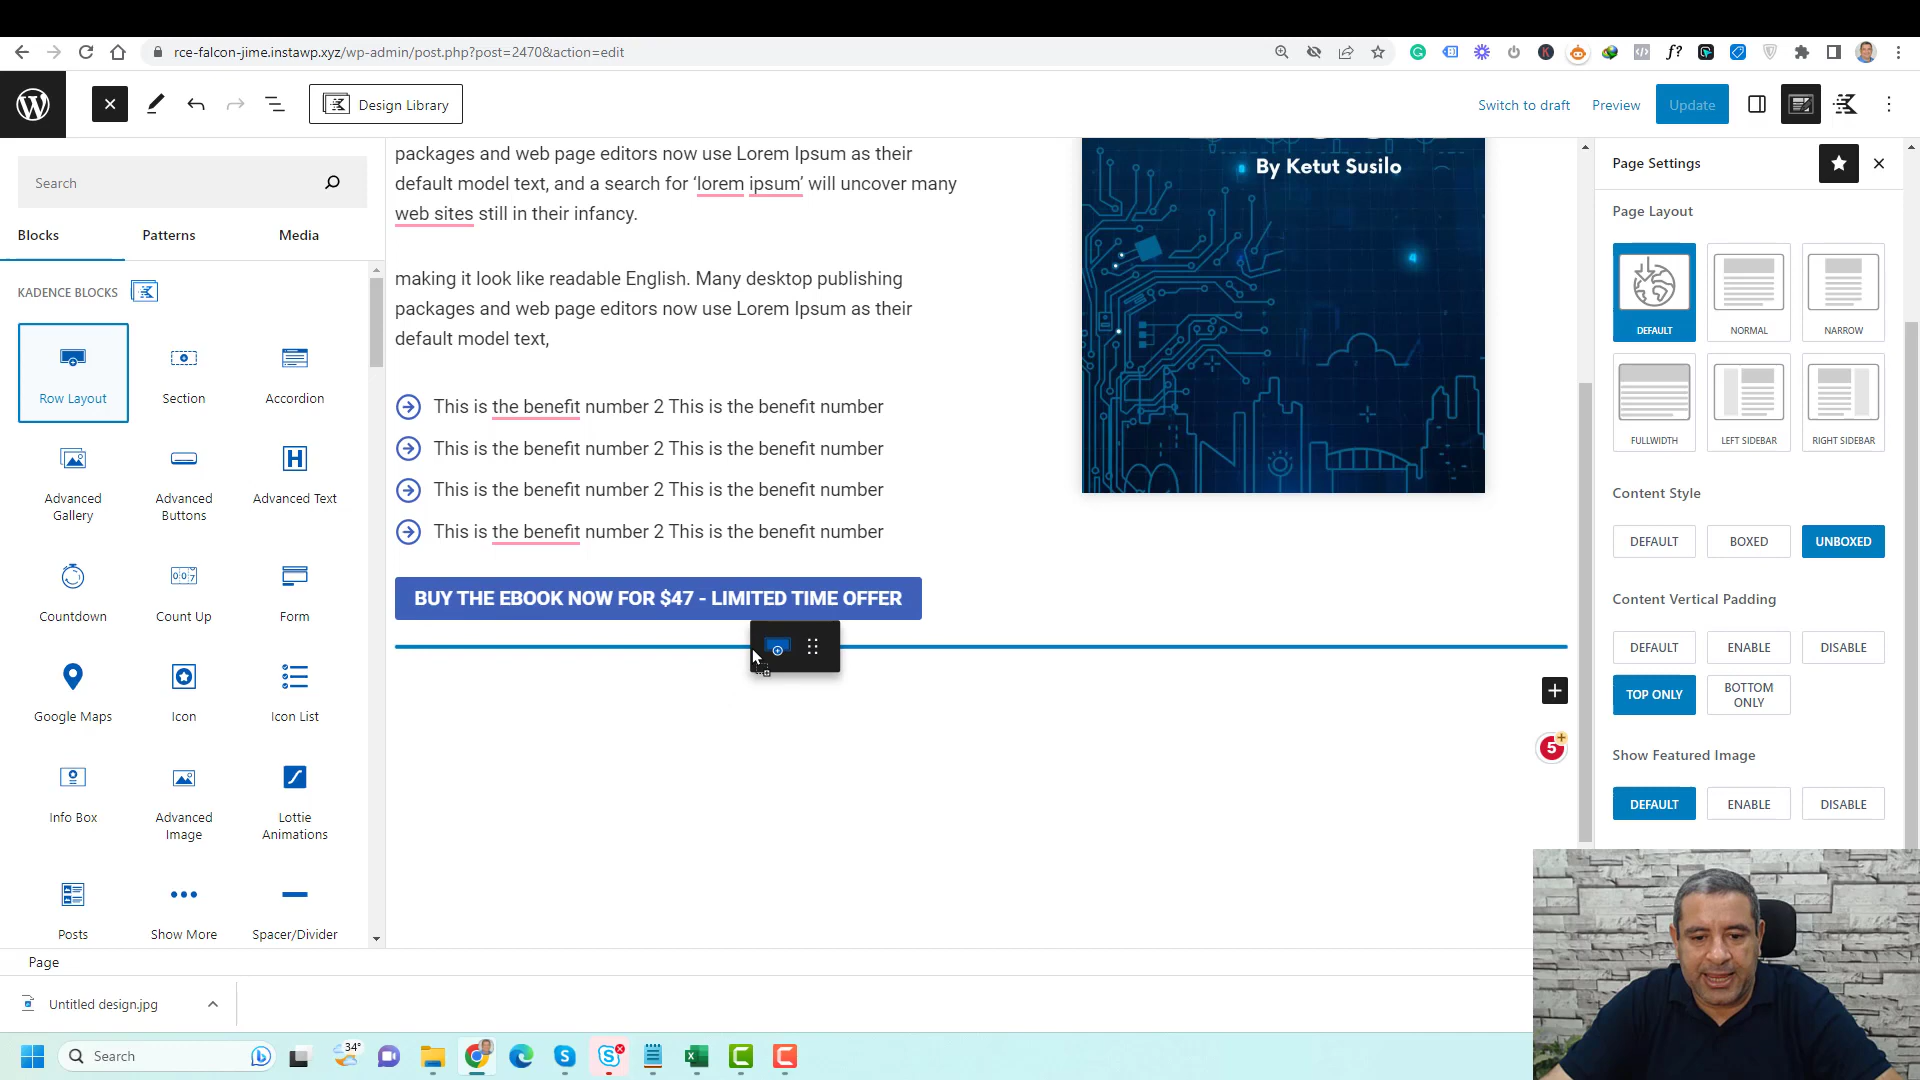 rce-falcon-jime.instawp.xyz/wp-admin/post.php?post=2470&action=edit
Design Library
Switch to draft
Preview
Update
Search
Blocks
Patterns
Media
KADENCE BLOCKS
Row Layout
Section
Accordion
Advanced Gallery
Advanced Buttons
Advanced Text
Countdown
Count Up
Form
Google Maps
Icon
Icon List
Info Box
Advanced Image
Lottie Animations
Posts
Show More
Spacer/Divider
packages and web page editors now use Lorem Ipsum as their
default model text, and a search for ‘lorem ipsum’ will uncover many
web sites still in their infancy.
making it look like readable English. Many desktop publishing
packages and web page editors now use Lorem Ipsum as their
default model text,
This is the benefit number 2 This is the benefit number
This is the benefit number 2 This is the benefit number
This is the benefit number 2 This is the benefit number
This is the benefit number 2 This is the benefit number
BUY THE EBOOK NOW FOR $47 - LIMITED TIME OFFER
By Ketut Susilo
5
Page Settings
Page Layout
DEFAULT
NORMAL
NARROW
FULLWIDTH
LEFT SIDEBAR
RIGHT SIDEBAR
Content Style
DEFAULT
BOXED
UNBOXED
Content Vertical Padding
DEFAULT
ENABLE
DISABLE
TOP ONLY
BOTTOM ONLY
Show Featured Image
DEFAULT
ENABLE
DISABLE
Page
Untitled design.jpg
Search
34°